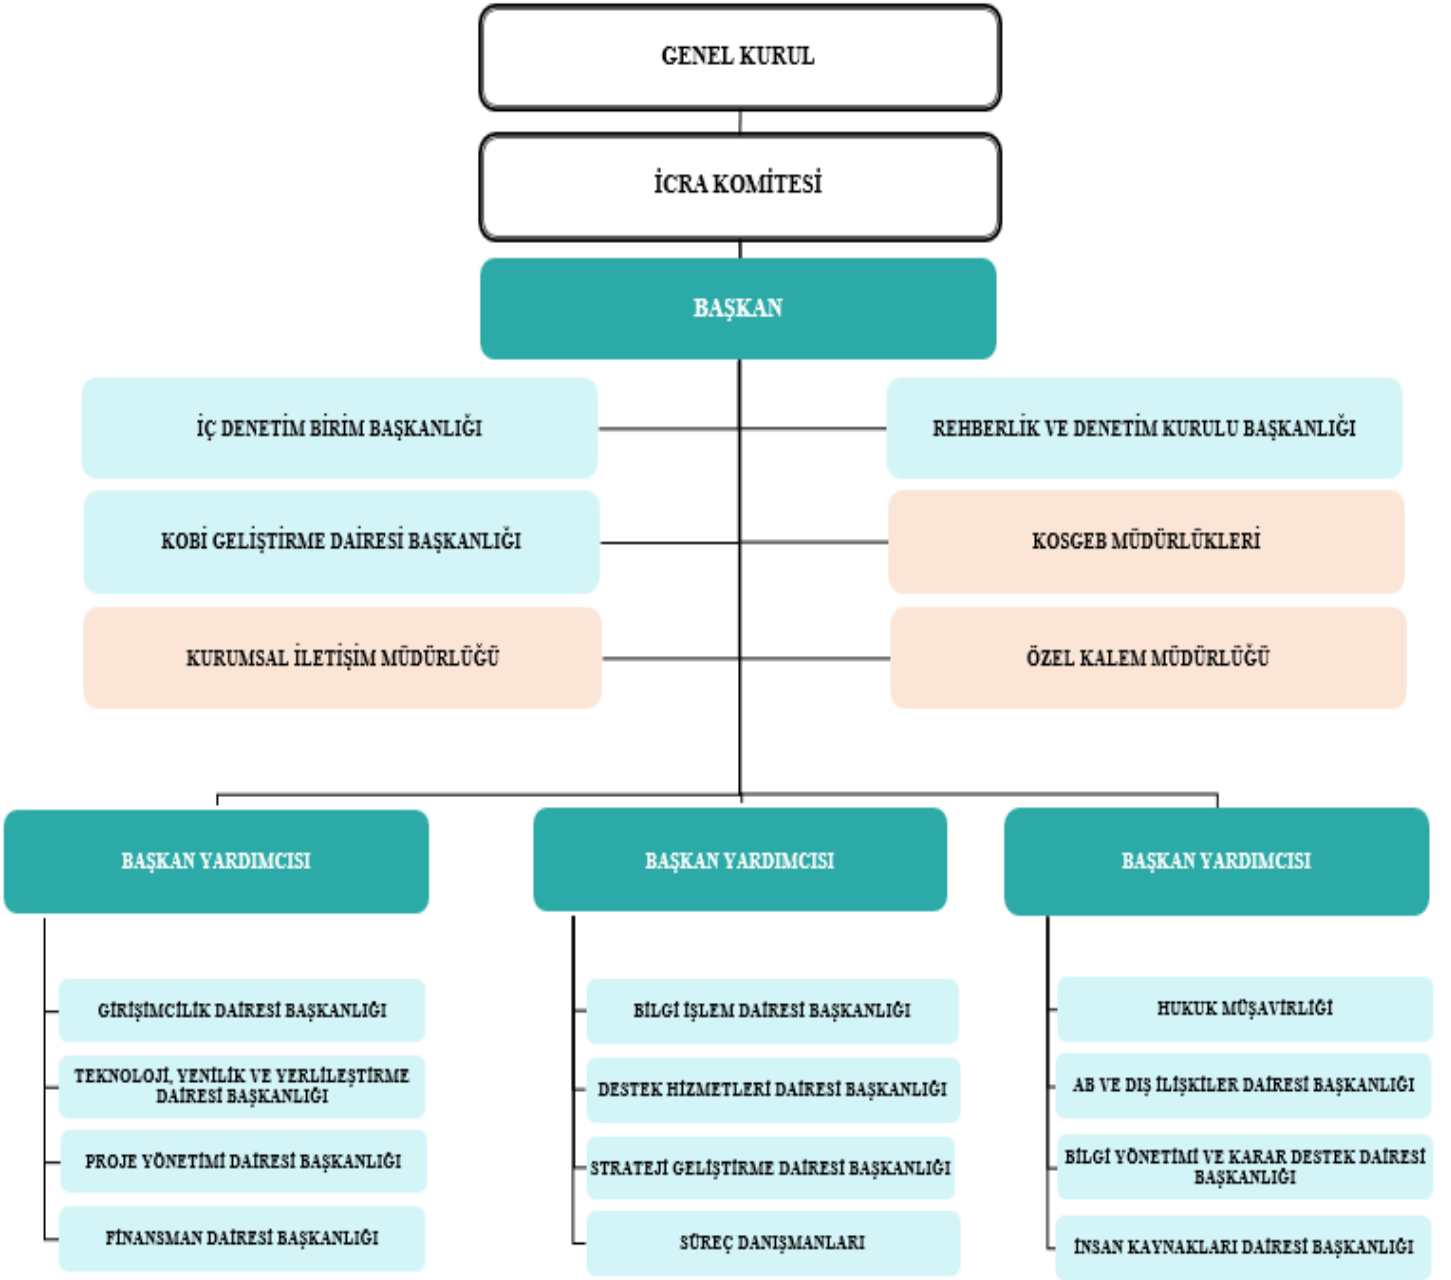 GENEL KURUL
İCRA KOMİTESİ
BAŞKAN
İÇ DENETİM BİRİM BAŞKANLIĞI
REHBERLİK VE DENETİM KURULU BAŞKANLIĞI
KOBİ GELİŞTİRME DAİRESİ BAŞKANLIĞI
KOSGEB MÜDÜRLÜKLERİ
KURUMSAL İLETİŞİM MÜDÜRLÜĞÜ
ÖZEL KALEM MÜDÜRLÜĞÜ
BAŞKAN YARDIMCISI
BAŞKAN YARDIMCISI
BAŞKAN YARDIMCISI
GİRİŞİMCİLİK DAİRESİ BAŞKANLIĞI
TEKNOLOJİ, YENİLİK VE YERLİLEŞTİRME
DAİRESİ BAŞKANLIĞI
PROJE YÖNETİMİ DAİRESİ BAŞKANLIĞI
FİNANSMAN DAİRESİ BAŞKANLIĞI
BİLGİ İŞLEM DAİRESİ BAŞKANLIĞI
DESTEK HİZMETLERİ DAİRESİ BAŞKANLIĞI
STRATEJİ GELİŞTİRME DAİRESİ BAŞKANLIĞI
SÜREÇ DANIŞMANLARI
HUKUK MÜŞAVİRLİĞİ
AB VE DIŞ İLİŞKİLER DAİRESİ BAŞKANLIĞI
BİLGİ YÖNETİMİ VE KARAR DESTEK DAİRESİ
BAŞKANLIĞI
İNSAN KAYNAKLARI DAİRESİ BAŞKANLIĞI